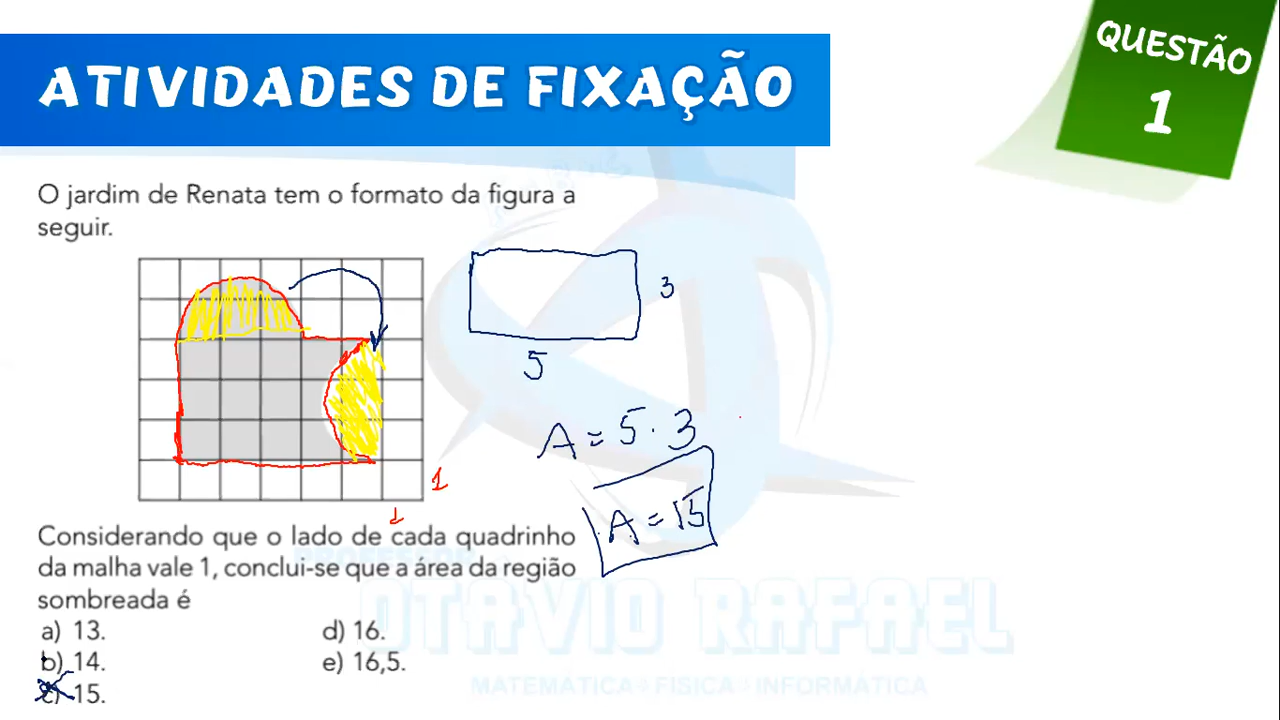 ATIVIDADES DE FIXAÇÃO
QUESTÃO
1
O jardim de Renata tem o formato da figura a
seguir.
3
5
A = 5 · 3
A = 15
1
1
Considerando que o lado de cada quadrinho
da malha vale 1, conclui-se que a área da região
sombreada é
a) 13.
d) 16.
b) 14.
e) 16,5.
c) 15.
PROFESSOR
OTAVIO RAFAEL
MATEMÁTICA FÍSICA INFORMÁTICA